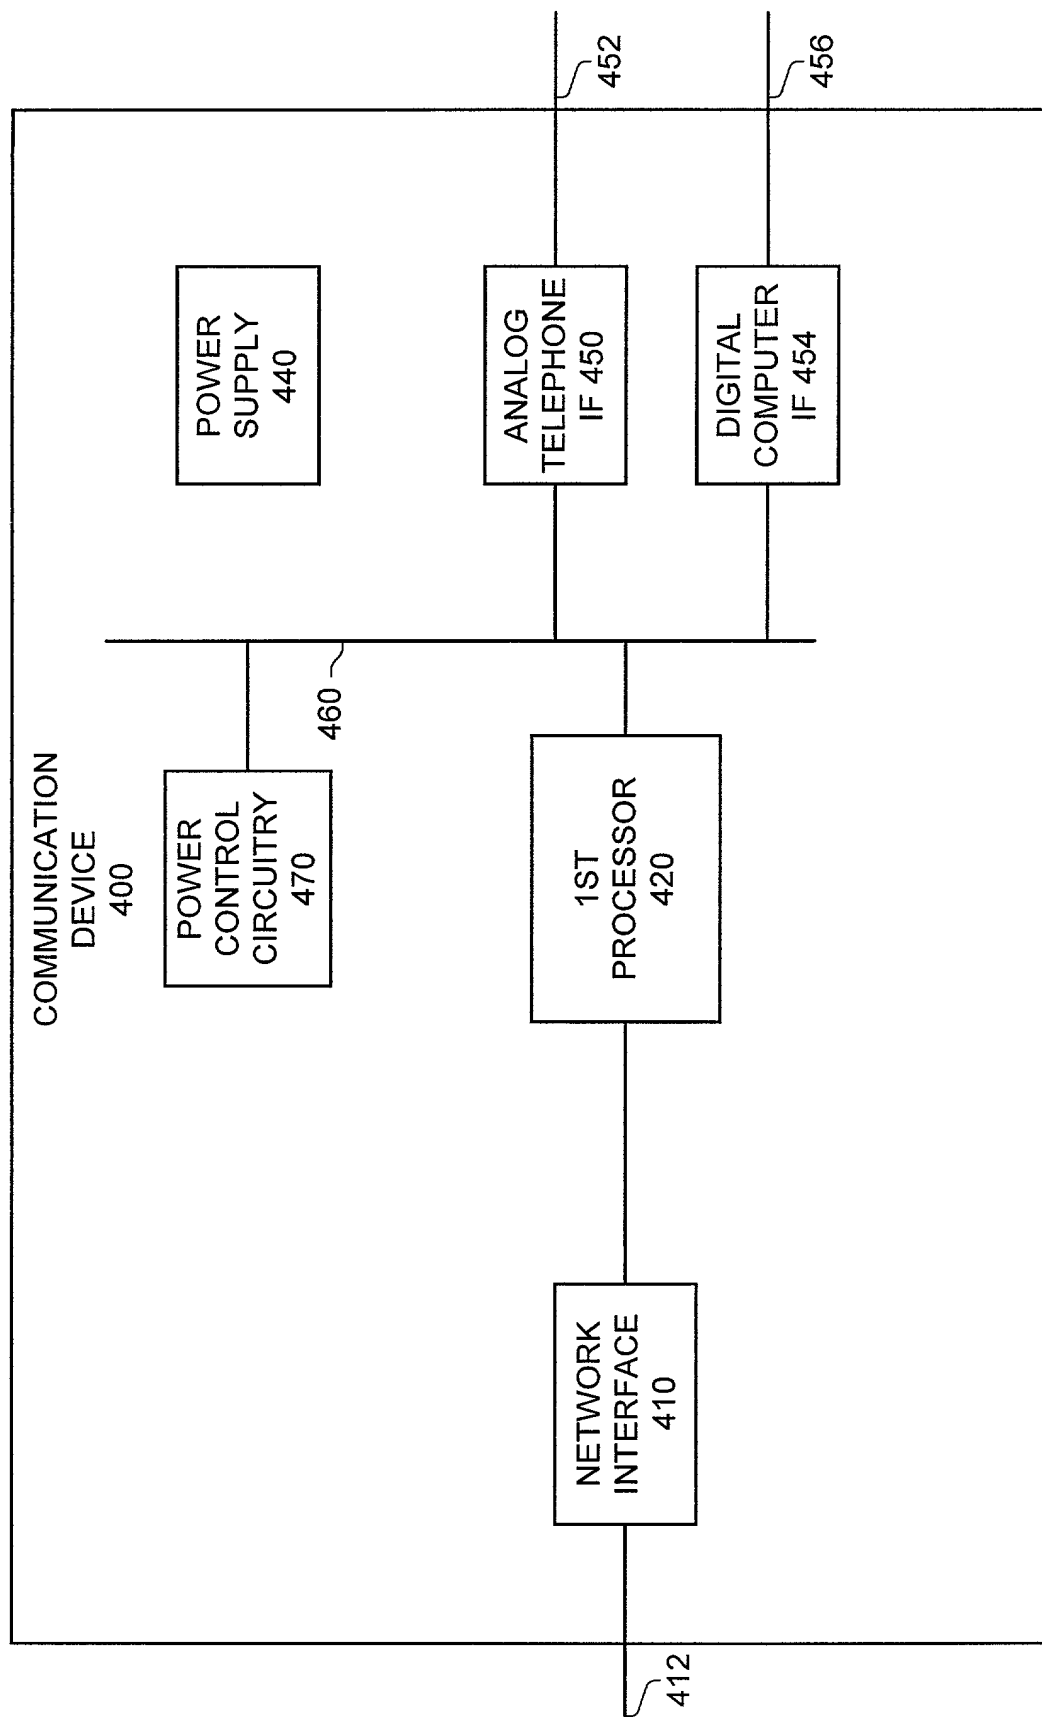 COMMUNICATION
DEVICE
400
POWER
CONTROL
CIRCUITRY
470
POWER
SUPPLY
440
460
412
NETWORK
INTERFACE
410
1ST
PROCESSOR
420
ANALOG
TELEPHONE
IF 450
452
DIGITAL
COMPUTER
IF 454
456